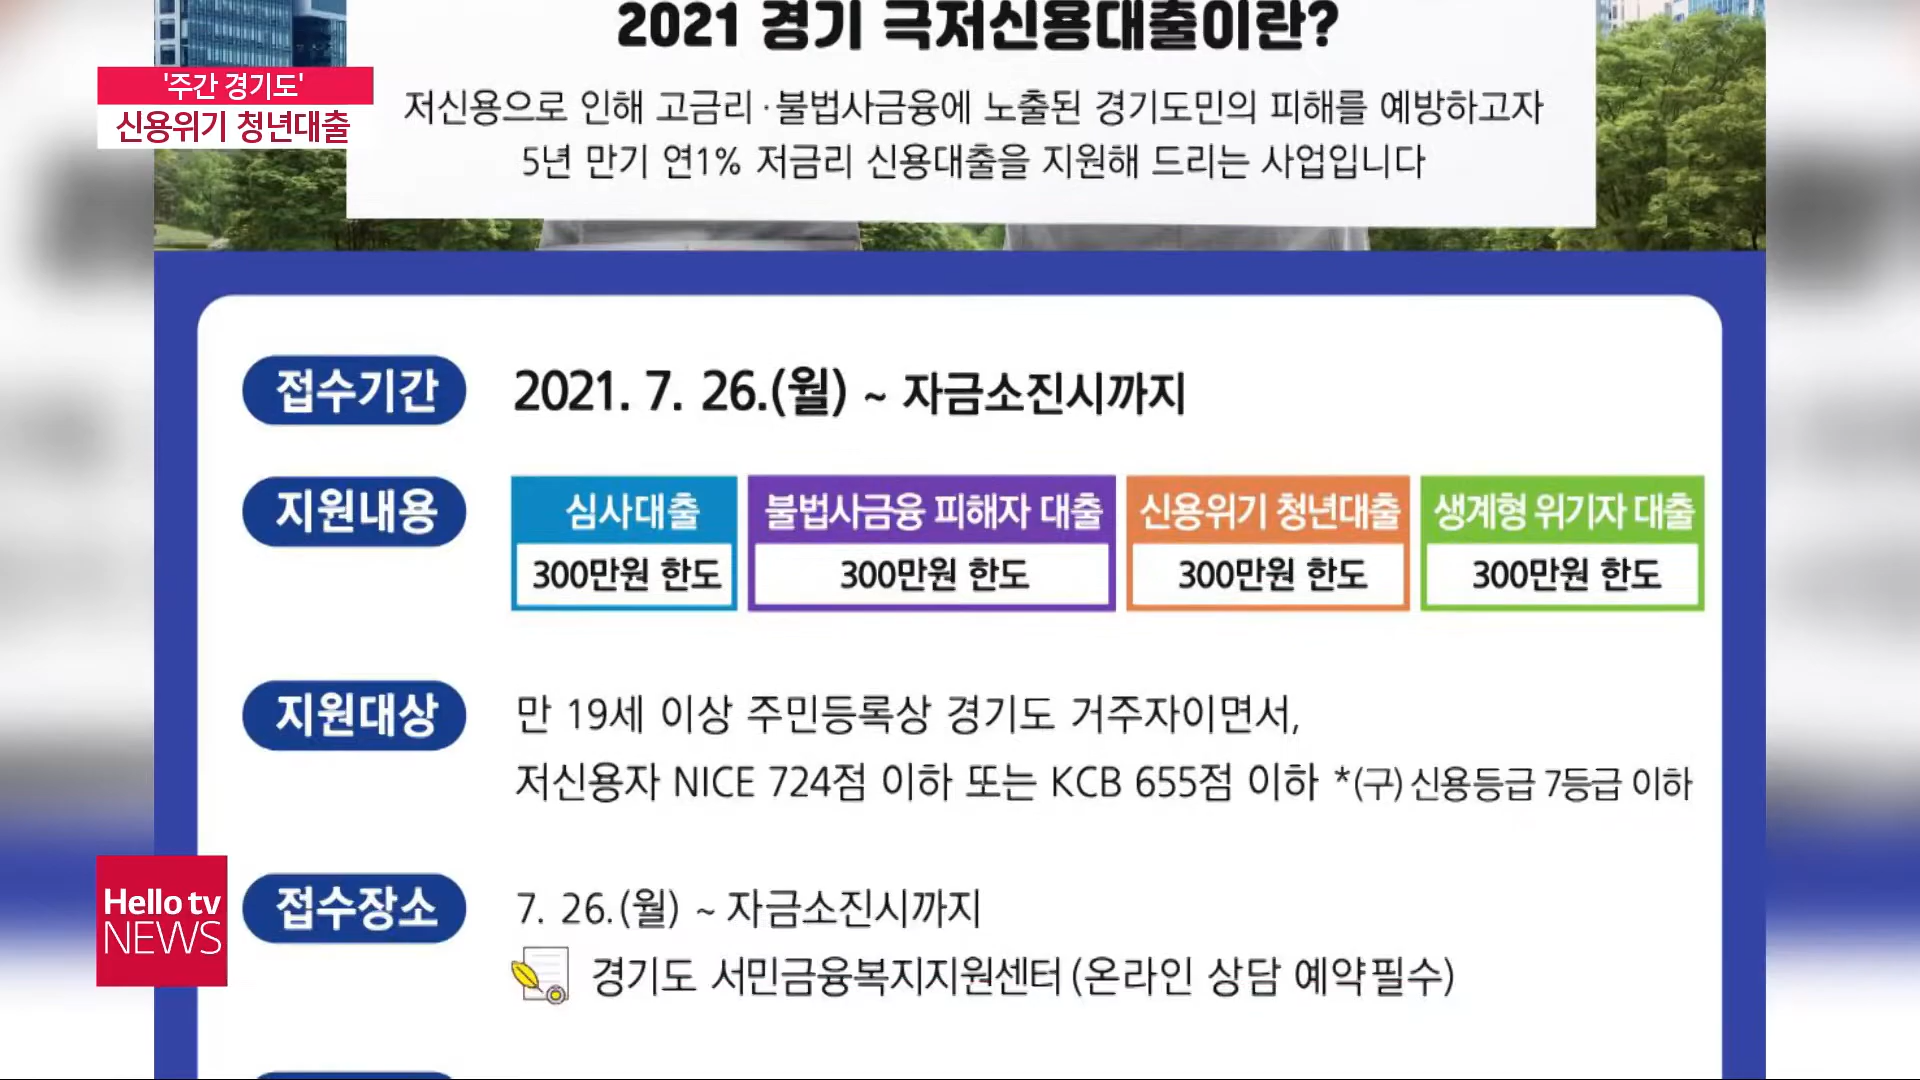 2021 경기 극저신용대출이란?
'주간 경기도'
신용위기 청년대출
저신용으로 인해 고금리·불법사금융에 노출된 경기도민의 피해를 예방하고자
5년 만기 연1% 저금리 신용대출을 지원해 드리는 사업입니다
접수기간 2021. 7. 26.(월) ~ 자금소진시까지
지원내용 심사대출 불법사금융 피해자 대출 신용위기 청년대출 생계형 위기자 대출
300만원 한도 300만원 한도 300만원 한도 300만원 한도
지원대상 만 19세 이상 주민등록상 경기도 거주자이면서,
저신용자 NICE 724점 이하 또는 KCB 655점 이하 *(구) 신용등급 7등급 이하
접수장소 7. 26.(월) ~ 자금소진시까지
경기도 서민금융복지지원센터 (온라인 상담 예약필수)
Hello tv
NEWS